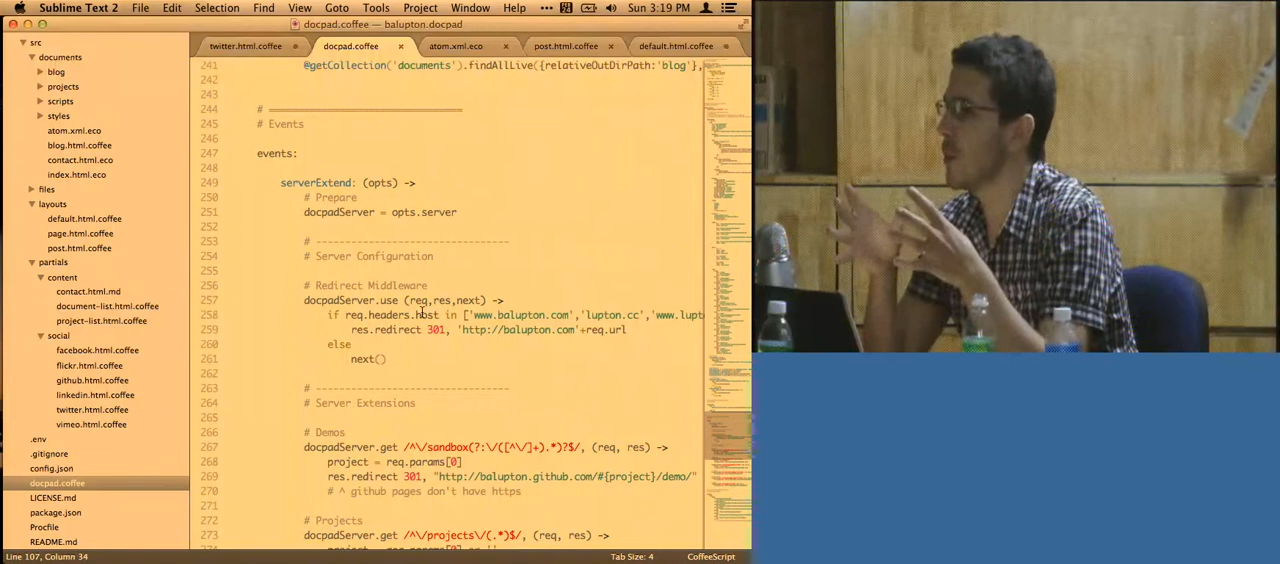 Sublime Text 2 File Edit Selection Find View Goto Tools Project Window Help ••• Sun 3:19 PM
docpad.coffee — balupton.docpad
twitter.html.coffee docpad.coffee × atom.xml.eco × post.html.coffee × default.html.coffee
src
documents
blog
projects
scripts
styles
atom.xml.eco
blog.html.eco
contact.html.eco
index.html.eco
files
layouts
default.html.coffee
page.html.coffee
post.html.coffee
partials
content
contact.html.md
document-list.html.coffee
project-list.html.coffee
social
facebook.html.coffee
flickr.html.coffee
github.html.coffee
linkedin.html.coffee
twitter.html.coffee
vimeo.html.coffee
.env
.gitignore
config.json
docpad.coffee
LICENSE.md
package.json
Procfile
README.md
241 @getCollection('documents').findAllLive({relativeOutDirPath:'blog'},
242
243
244 # =================================
245 # Events
246
247 events:
248
249 serverExtend: (opts) ->
250 # Prepare
251 docpadServer = opts.server
252
253 # ---------------------------------
254 # Server Configuration
255
256 # Redirect Middleware
257 docpadServer.use (req,res,next) ->
258 if req.headers.host in ['www.balupton.com','lupton.cc','www.lupt
259 res.redirect 301, 'http://balupton.com'+req.url
260 else
261 next()
262
263 # ---------------------------------
264 # Server Extensions
265
266 # Demos
267 docpadServer.get /^\/sandbox(?:\/([^\/]+).*)?$/, (req, res) ->
268 project = req.params[0]
269 res.redirect 301, "http://balupton.github.com/#{project}/demo/"
270 # ^ github pages don't have https
271
272 # Projects
273 docpadServer.get /^\/projects\/(.*)$/, (req, res) ->
274 project = req.params[0] or ''
Line 107, Column 34 Tab Size: 4 CoffeeScript